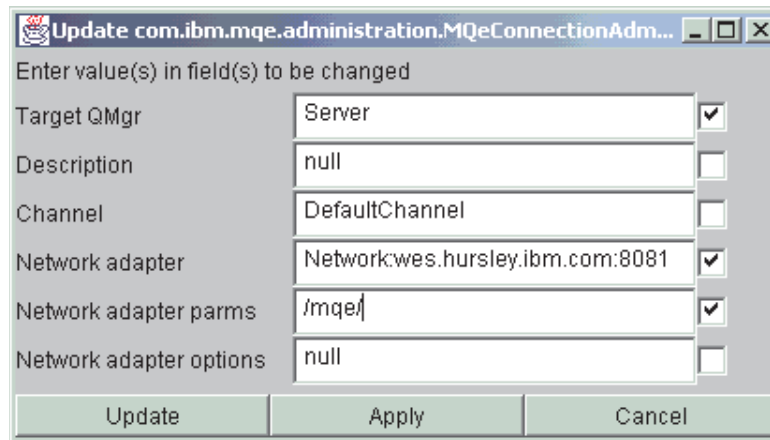 Update com.ibm.mqe.administration.MQeConnectionAdm...
Enter value(s) in field(s) to be changed
Target QMgr Server
Description null
Channel DefaultChannel
Network adapter Network:wes.hursley.ibm.com:8081
Network adapter parms /mqe/
Network adapter options null
Update Apply Cancel